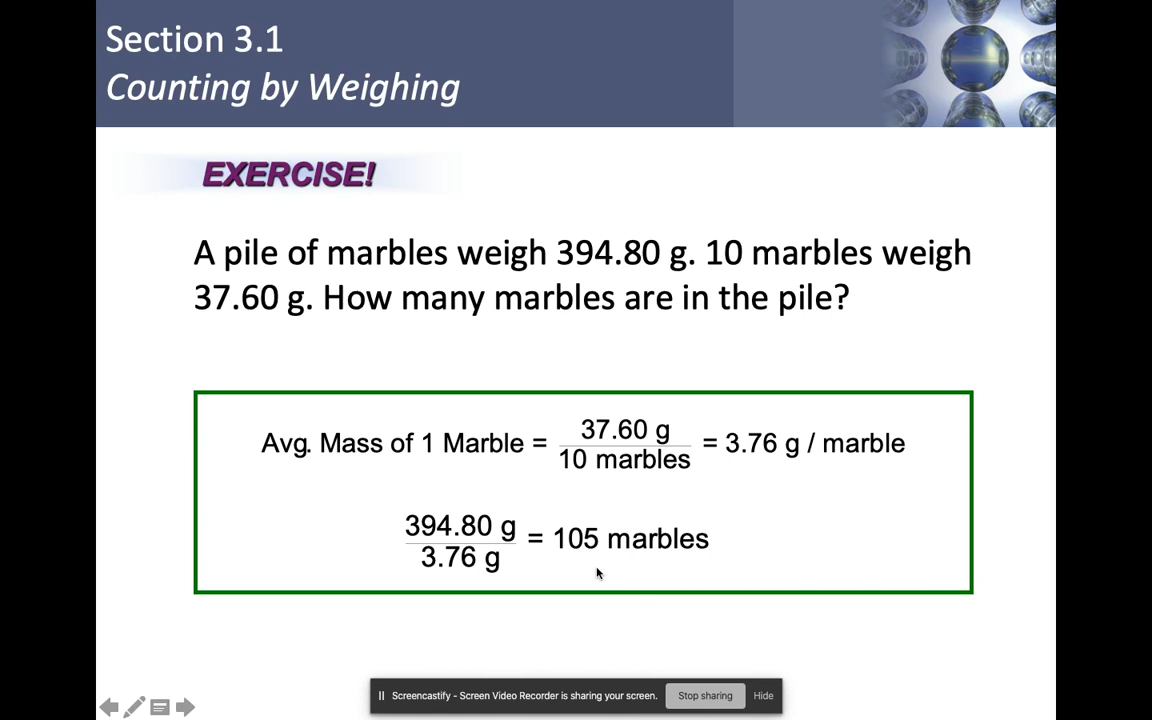 Section 3.1
Counting by Weighing
EXERCISE!
A pile of marbles weigh 394.80 g. 10 marbles weigh
37.60 g. How many marbles are in the pile?
Avg. Mass of 1 Marble = 37.60 g / 10 marbles = 3.76 g / marble
394.80 g / 3.76 g = 105 marbles
Screencastify - Screen Video Recorder is sharing your screen. Stop sharing Hide